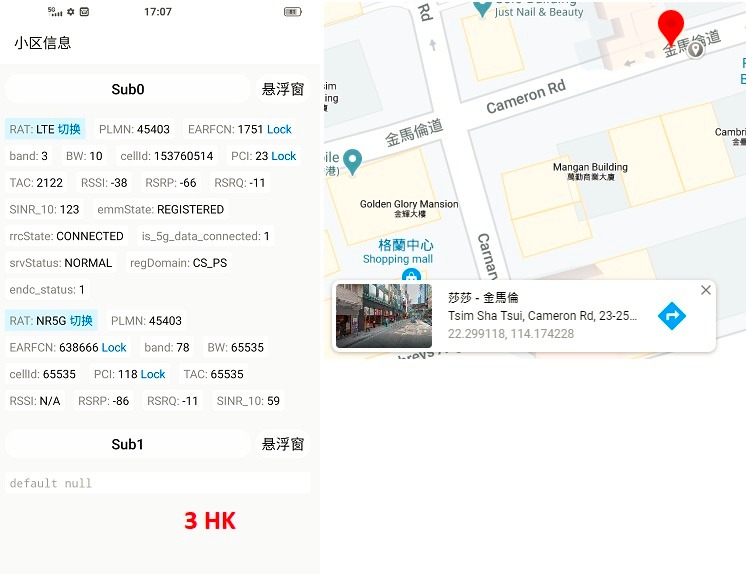 5G
17:07
81
小区信息
Sub0 悬浮窗
RAT: LTE 切换 PLMN: 45403 EARFCN: 1751 Lock
band: 3 BW: 10 cellId: 153760514 PCI: 23 Lock
TAC: 2122 RSSI: -38 RSRP: -66 RSRQ: -11
SINR_10: 123 emmState: REGISTERED
rrcState: CONNECTED is_5g_data_connected: 1
srvStatus: NORMAL regDomain: CS_PS
endc_status: 1
RAT: NR5G 切换 PLMN: 45403
EARFCN: 638666 Lock band: 78 BW: 65535
cellId: 65535 PCI: 118 Lock TAC: 65535
RSSI: N/A RSRP: -86 RSRQ: -11 SINR_10: 59
Sub1 悬浮窗
default null
3 HK
Rd
Just Nail & Beauty
金馬倫道
Cameron Rd
金馬倫道
Mangan Building
萬勤商業大廈
Golden Glory Mansion
金輝大樓
格蘭中心
Shopping mall
Carnar
莎莎 - 金馬倫
Tsim Sha Tsui, Cameron Rd, 23-25...
22.299118, 114.174228